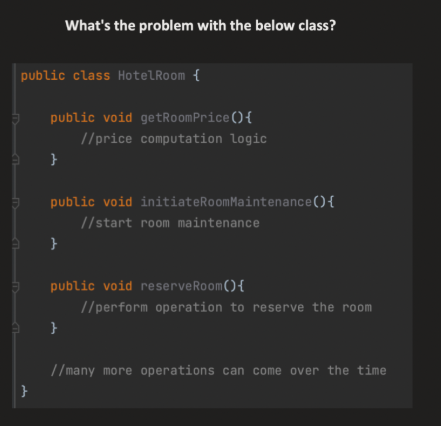 What's the problem with the below class?
public class HotelRoom {
public void getRoomPrice(){
//price computation logic
}
public void initiateRoomMaintenance(){
//start room maintenance
}
public void reserveRoom(){
//perform operation to reserve the room
}
//many more operations can come over the time
}